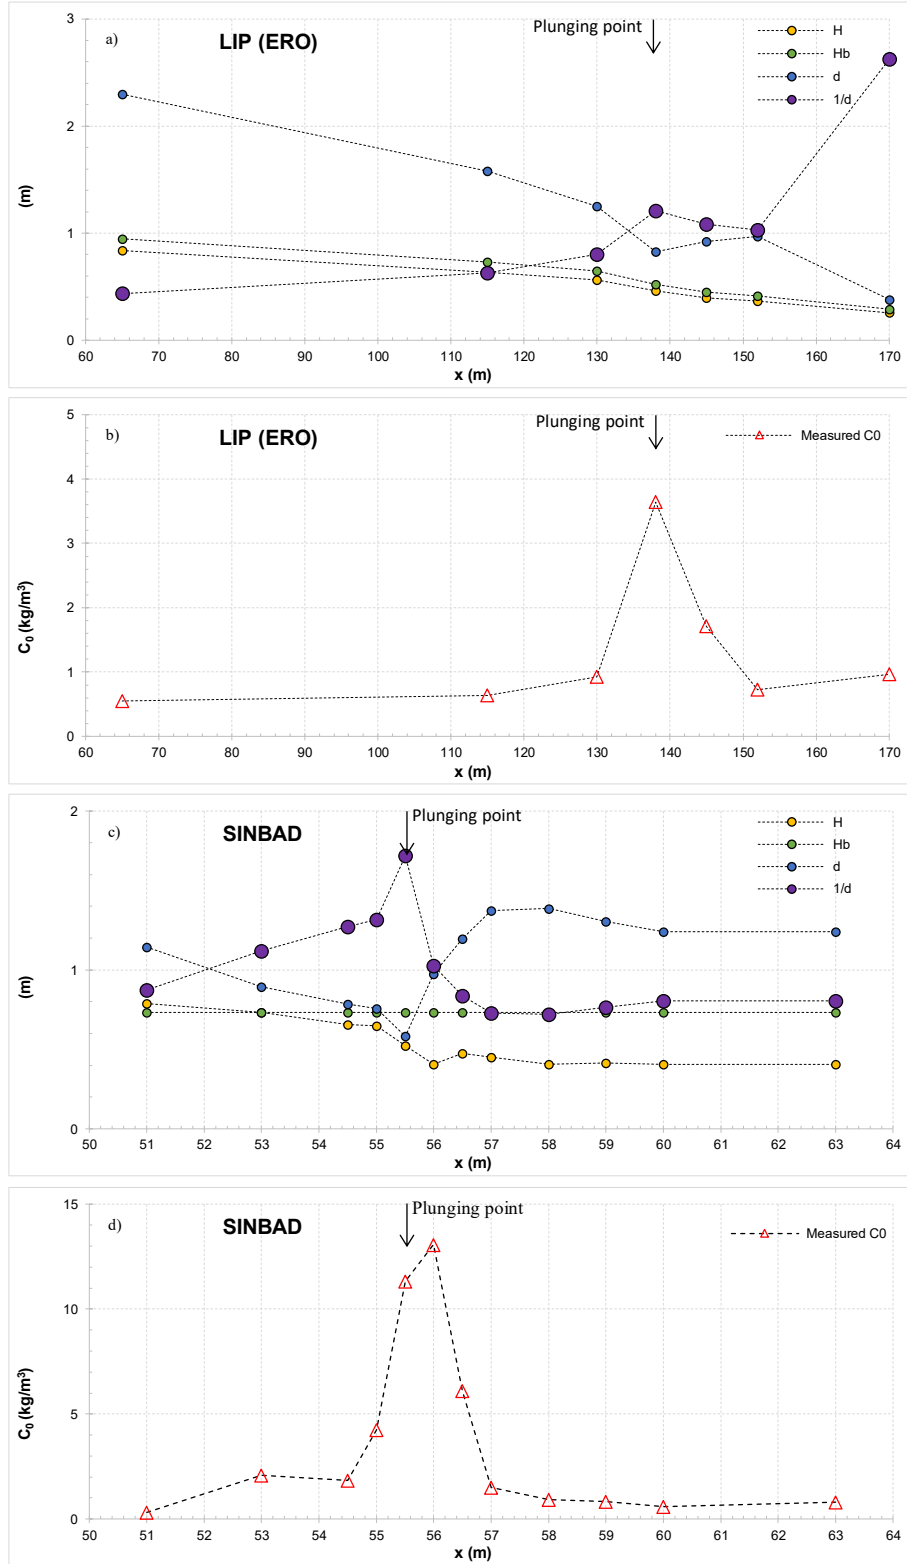 a)
LIP (ERO)
Plunging point
H
Hb
d
1/d
(m)
3
2
1
0
60 70 80 90 100 110 120 130 140 150 160 170
x (m)
b)
LIP (ERO)
Plunging point
Measured C0
C₀ (kg/m³)
5
4
3
2
1
0
60 70 80 90 100 110 120 130 140 150 160 170
x (m)
c)
SINBAD
Plunging point
H
Hb
d
1/d
(m)
2
1
0
50 51 52 53 54 55 56 57 58 59 60 61 62 63 64
x (m)
d)
SINBAD
Plunging point
Measured C0
C₀ (kg/m³)
15
10
5
0
50 51 52 53 54 55 56 57 58 59 60 61 62 63 64
x (m)